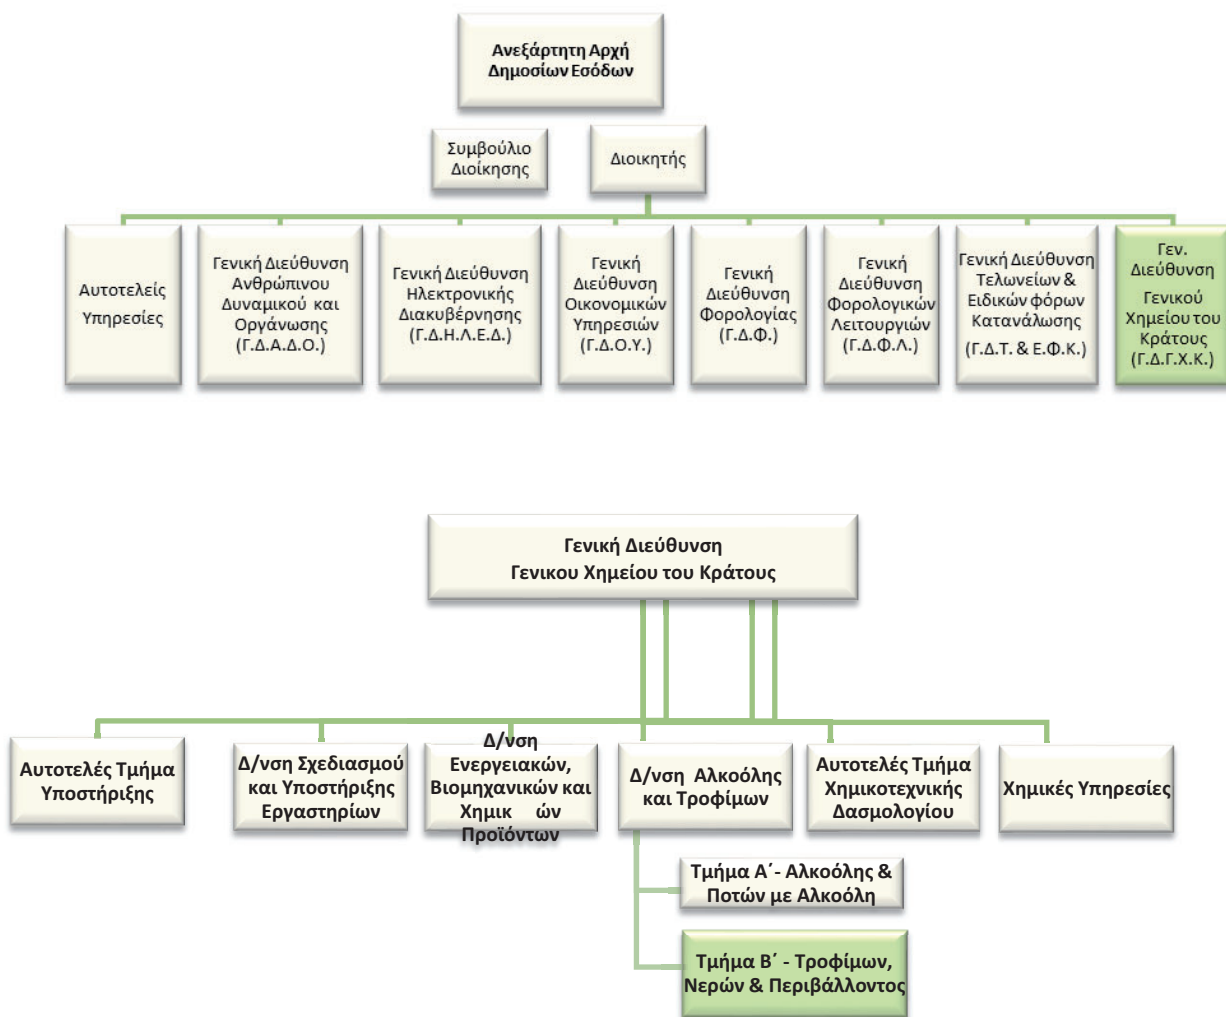 Ανεξάρτητη Αρχή
Δημοσίων Εσόδων
Συμβούλιο
Διοίκησης
Διοικητής
Αυτοτελείς
Υπηρεσίες
Γενική Διεύθυνση
Ανθρώπινου
Δυναμικού και
Οργάνωσης
(Γ.Δ.Α.Δ.Ο.)
Γενική Διεύθυνση
Ηλεκτρονικής
Διακυβέρνησης
(Γ.Δ.Η.Λ.Ε.Δ.)
Γενική
Διεύθυνση
Οικονομικών
Υπηρεσιών
(Γ.Δ.Ο.Υ.)
Γενική
Διεύθυνση
Φορολογίας
(Γ.Δ.Φ.)
Γενική
Διεύθυνση
Φορολογικών
Λειτουργιών
(Γ.Δ.Φ.Λ.)
Γενική Διεύθυνση
Τελωνείων &
Ειδικών φόρων
Κατανάλωσης
(Γ.Δ.Τ. & Ε.Φ.Κ.)
Γεν.
Διεύθυνση
Γενικού
Χημείου του
Κράτους
(Γ.Δ.Γ.Χ.Κ.)
Γενική Διεύθυνση
Γενικου Χημείου του Κράτους
Αυτοτελές Τμήμα
Υποστήριξης
Δ/νση Σχεδιασμού
και Υποστήριξης
Εργαστηρίων
Δ/νση
Ενεργειακών,
Βιομηχανικών και
Χημικ ών
Προϊόντων
Δ/νση Αλκοόλης
και Τροφίμων
Αυτοτελές Τμήμα
Χημικοτεχνικής
Δασμολογίου
Χημικές Υπηρεσίες
Τμήμα Α΄- Αλκοόλης &
Ποτών με Αλκοόλη
Τμήμα Β΄ - Τροφίμων,
Νερών & Περιβάλλοντος